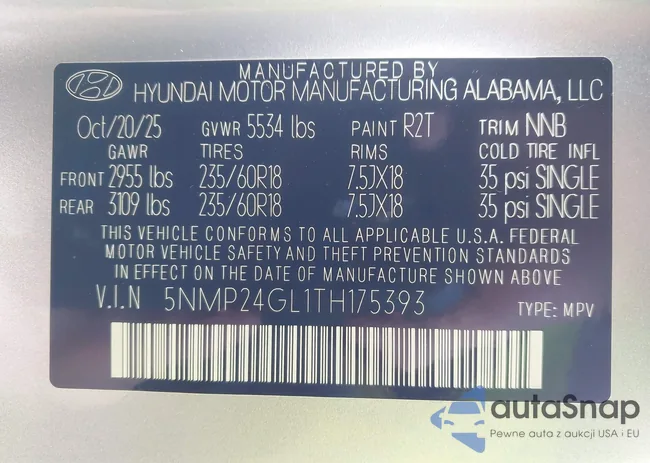 MANUFACTURED BY
HYUNDAI MOTOR MANUFACTURING ALABAMA, LLC
Oct/20/25 GVWR 5534 lbs PAINT R2T TRIM NNB
GAWR TIRES RIMS COLD TIRE INFL
FRONT 2955 lbs 235/60R18 7.5JX18 35 psi SINGLE
REAR 3109 lbs 235/60R18 7.5JX18 35 psi SINGLE
THIS VEHICLE CONFORMS TO ALL APPLICABLE U.S.A. FEDERAL
MOTOR VEHICLE SAFETY AND THEFT PREVENTION STANDARDS
IN EFFECT ON THE DATE OF MANUFACTURE SHOWN ABOVE
V.I.N 5NMP24GL1TH175393 TYPE: MPV
autaSnap
Pewne auta z aukcji USA i EU